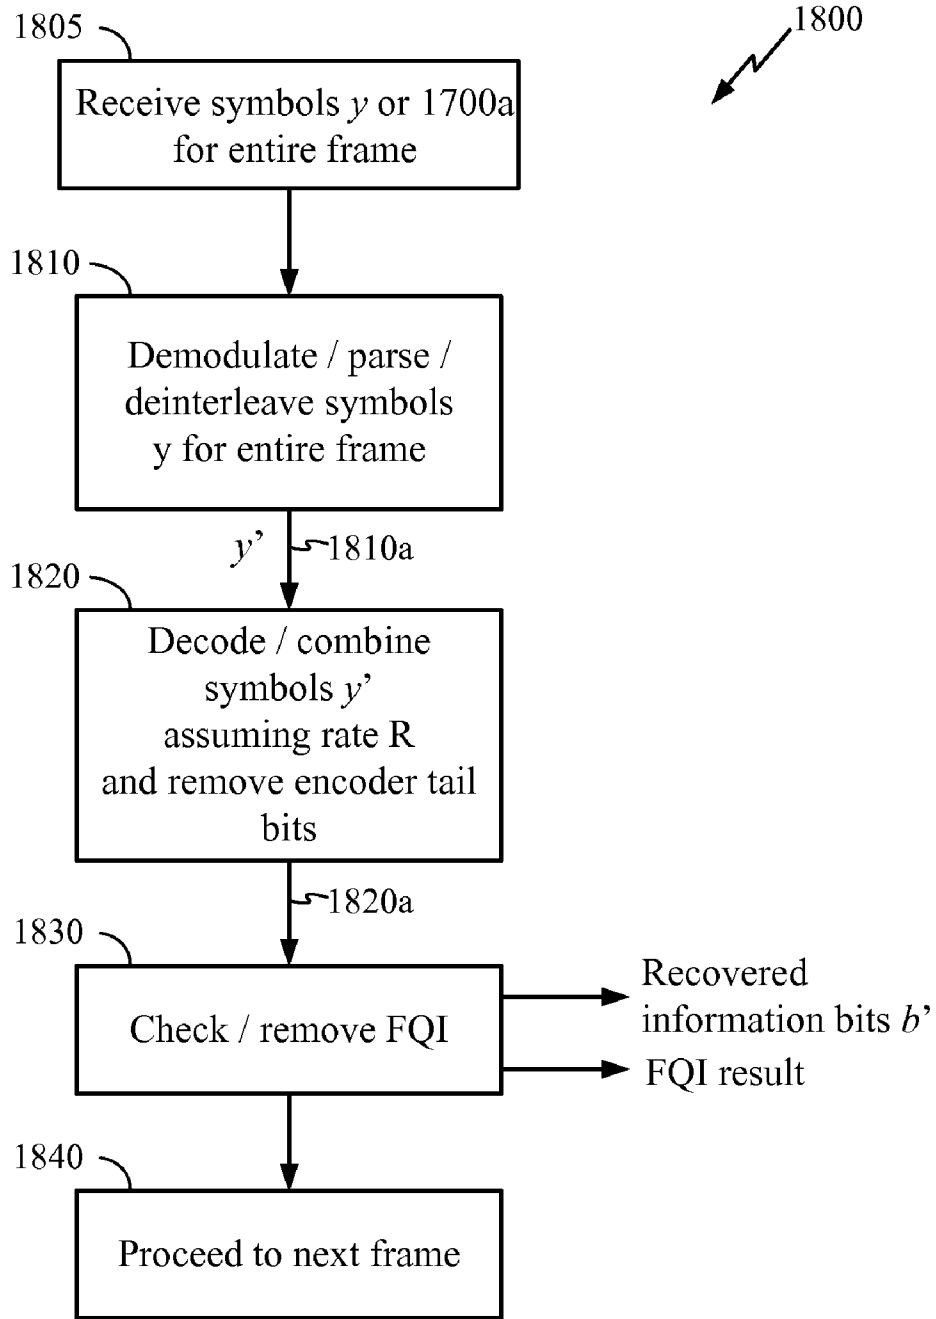 1805
1800
Receive symbols y or 1700a
for entire frame
1810
Demodulate / parse /
deinterleave symbols
y for entire frame
y’
1810a
1820
Decode / combine
symbols y’
assuming rate R
and remove encoder tail
bits
1820a
1830
Check / remove FQI
Recovered
information bits b’
FQI result
1840
Proceed to next frame